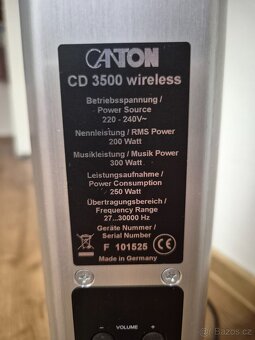 CANTON
CD 3500 wireless
Betriebsspannung /
Power Source
220 - 240V~
Nennleistung / RMS Power
200 Watt
Musikleistung / Musik Power
300 Watt
Leistungsaufnahme /
Power Consumption
250 Watt
Übertragungsbereich /
Frequency Range
27...30000 Hz
Geräte Nummer /
Serial Number
F 101525 CE
Made in Germany
- VOLUME +
sbazar.cz